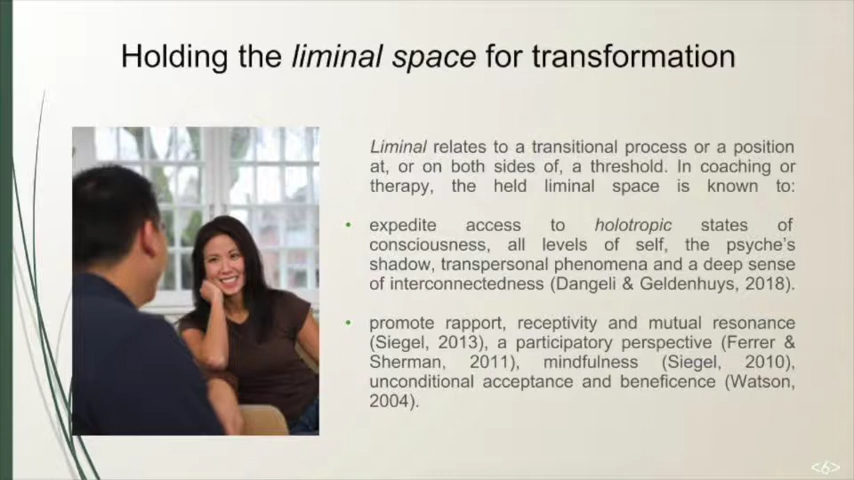 Holding the liminal space for transformation
Liminal relates to a transitional process or a position
at, or on both sides of, a threshold. In coaching or
therapy, the held liminal space is known to:
• expedite access to holotropic states of
consciousness, all levels of self, the psyche's
shadow, transpersonal phenomena and a deep sense
of interconnectedness (Dangeli & Geldenhuys, 2018).
• promote rapport, receptivity and mutual resonance
(Siegel, 2013), a participatory perspective (Ferrer &
Sherman, 2011), mindfulness (Siegel, 2010),
unconditional acceptance and beneficence (Watson,
2004).
<6>